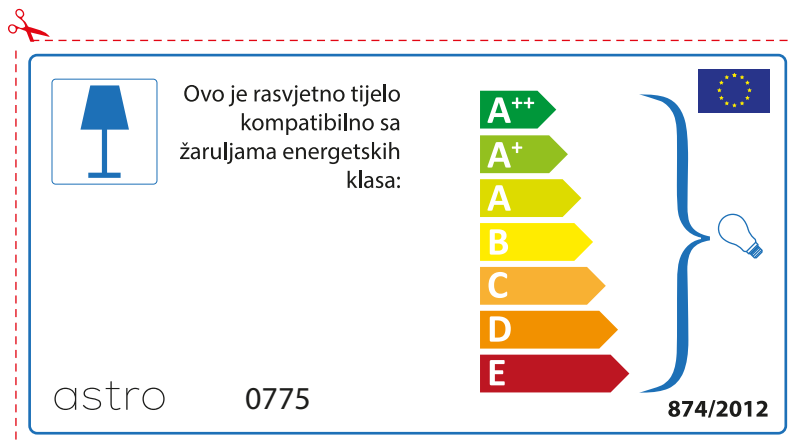 Ovo je rasvjetno tijelo
kompatibilno sa
žaruljama energetskih
klasa:
A++
A+
A
B
C
D
E
astro
0775
874/2012